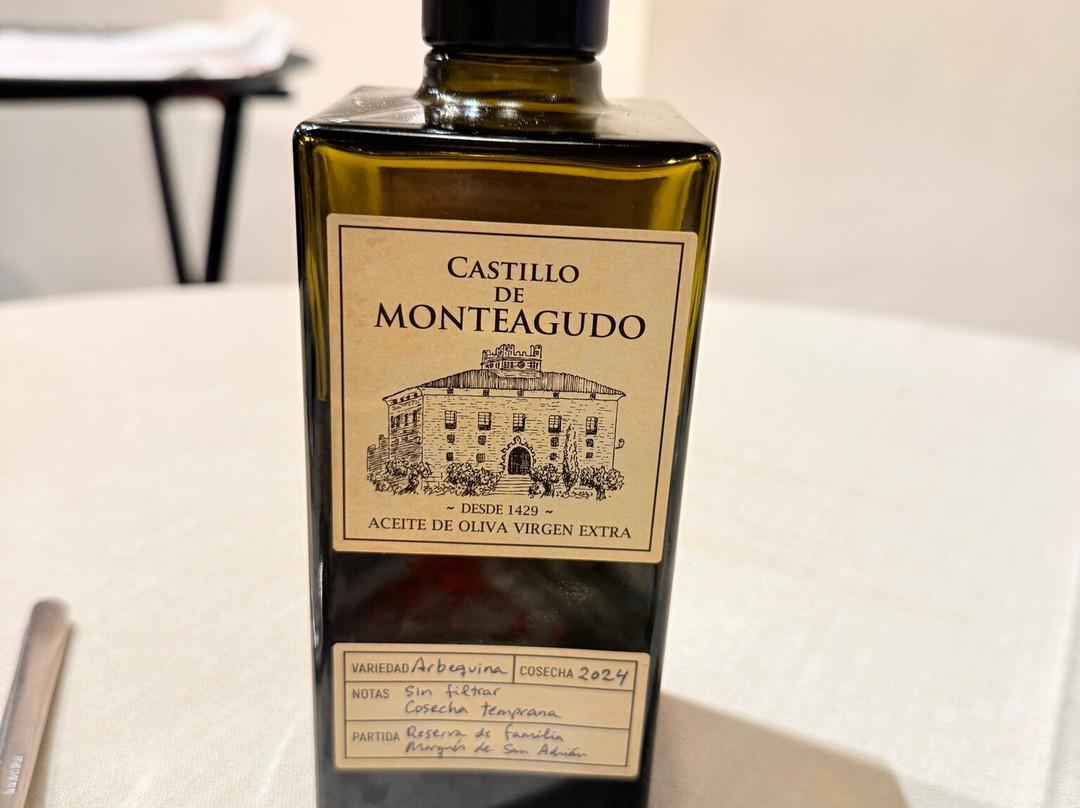 CASTILLO
DE
MONTEAGUDO
~ DESDE 1429 ~
ACEITE DE OLIVA VIRGEN EXTRA
VARIEDAD Arbequina COSECHA 2024
NOTAS Sin filtrar
Cosecha temprana
PARTIDA Reserva de familia
Marqués de San Adrián